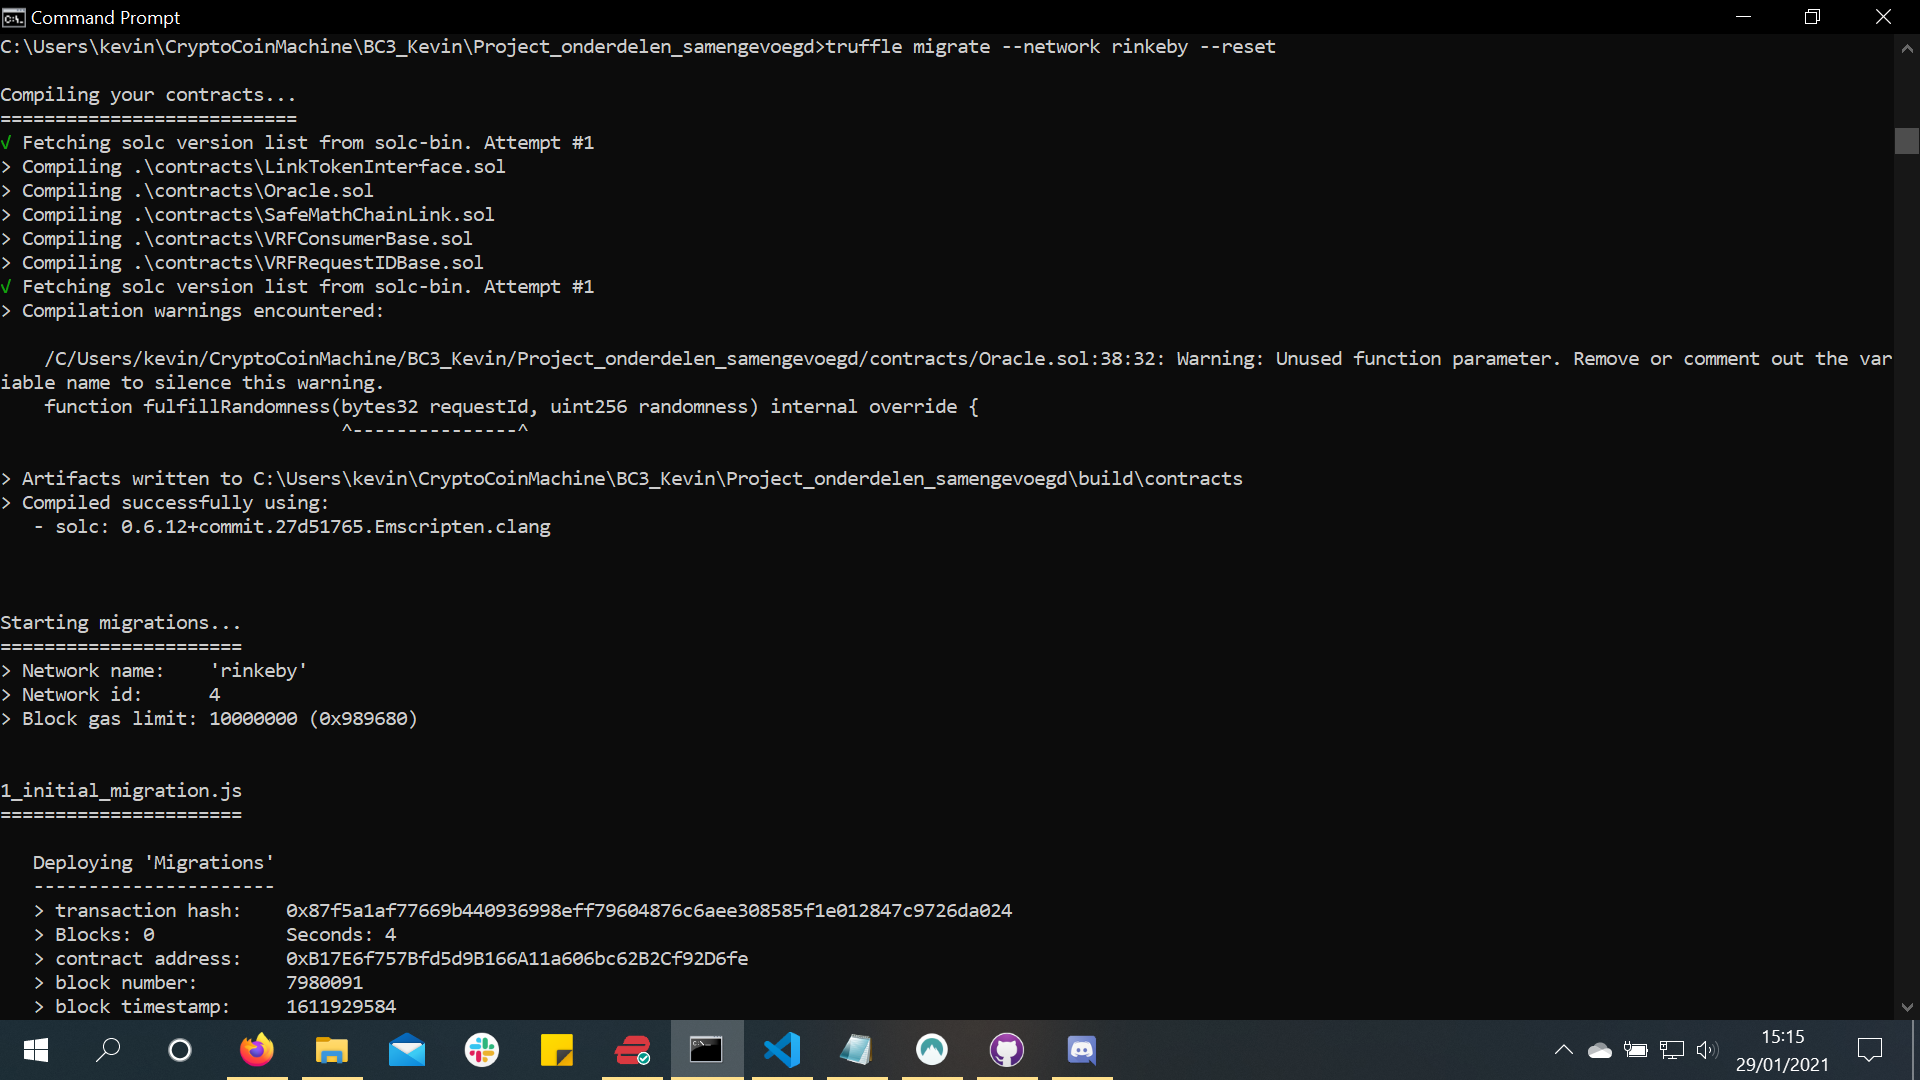 Command Prompt
C:\Users\kevin\CryptoCoinMachine\BC3_Kevin\Project_onderdelen_samengevoegd>truffle migrate --network rinkeby --reset
Compiling your contracts...
===========================
√ Fetching solc version list from solc-bin. Attempt #1
> Compiling .\contracts\LinkTokenInterface.sol
> Compiling .\contracts\Oracle.sol
> Compiling .\contracts\SafeMathChainLink.sol
> Compiling .\contracts\VRFConsumerBase.sol
> Compiling .\contracts\VRFRequestIDBase.sol
√ Fetching solc version list from solc-bin. Attempt #1
> Compilation warnings encountered:
/C/Users/kevin/CryptoCoinMachine/BC3_Kevin/Project_onderdelen_samengevoegd/contracts/Oracle.sol:38:32: Warning: Unused function parameter. Remove or comment out the var
iable name to silence this warning.
function fulfillRandomness(bytes32 requestId, uint256 randomness) internal override {
^---------------^
> Artifacts written to C:\Users\kevin\CryptoCoinMachine\BC3_Kevin\Project_onderdelen_samengevoegd\build\contracts
> Compiled successfully using:
- solc: 0.6.12+commit.27d51765.Emscripten.clang
Starting migrations...
======================
> Network name: 'rinkeby'
> Network id: 4
> Block gas limit: 10000000 (0x989680)
1_initial_migration.js
======================
Deploying 'Migrations'
----------------------
> transaction hash: 0x87f5a1af77669b440936998eff79604876c6aee308585f1e012847c9726da024
> Blocks: 0 Seconds: 4
> contract address: 0xB17E6f757Bfd5d9B166A11a606bc62B2Cf92D6fe
> block number: 7980091
> block timestamp: 1611929584
15:15
29/01/2021